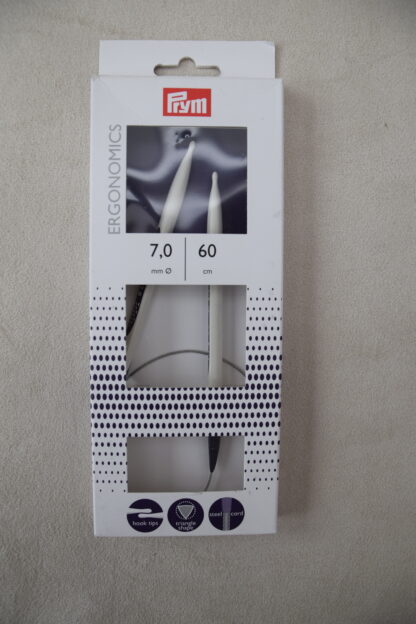 Prym
ERGONOMICS
7,0 60
mm Ø cm
hook tips
triangle
shape
steel cord